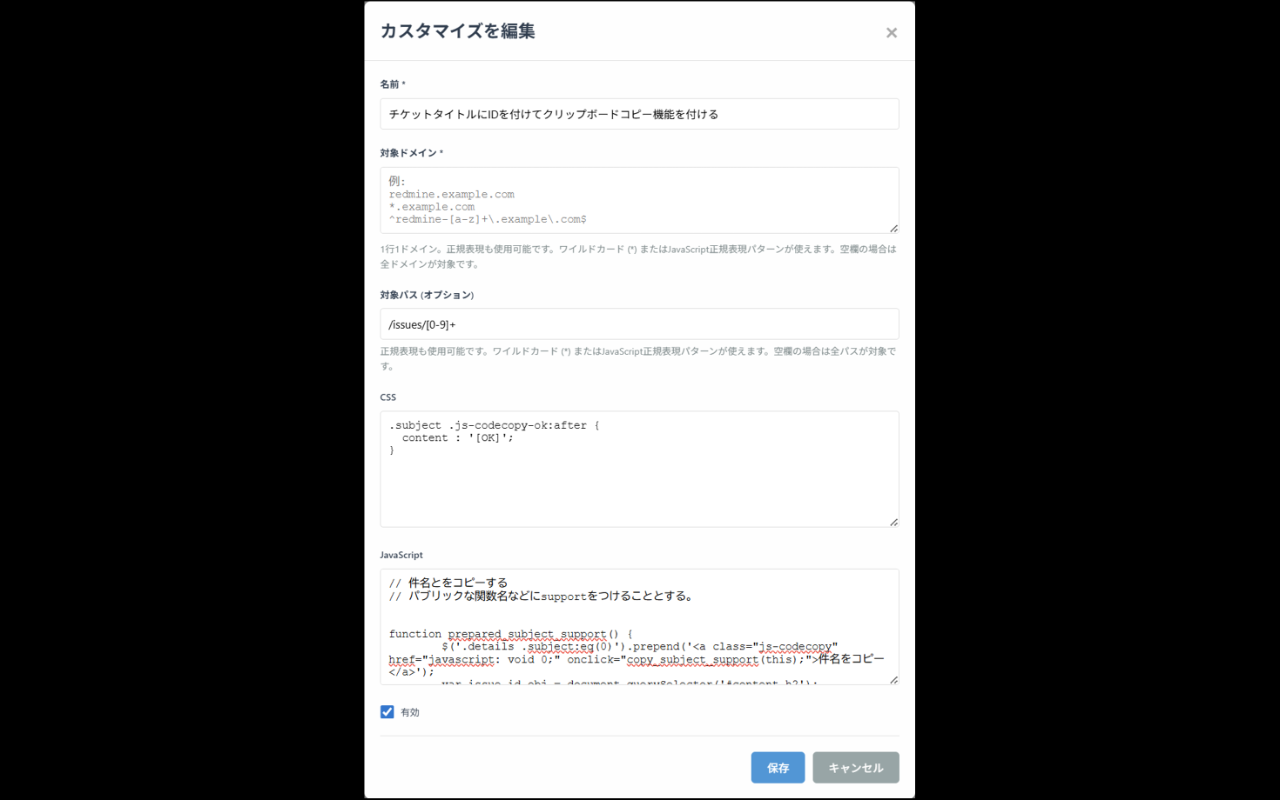 カスタマイズを編集
×
名前 *
チケットタイトルにIDを付けてクリップボードコピー機能を付ける
対象ドメイン *
例:
redmine.example.com
*.example.com
^redmine-[a-z]+\.example\.com$
1行1ドメイン。正規表現も使用可能です。ワイルドカード (*) またはJavaScript正規表現パターンが使えます。空欄の場合は
全ドメインが対象です。
対象パス (オプション)
/issues/[0-9]+
正規表現も使用可能です。ワイルドカード (*) またはJavaScript正規表現パターンが使えます。空欄の場合は全パスが対象で
す。
CSS
.subject .js-codecopy-ok:after {
  content : '[OK]';
}
JavaScript
// 件名とをコピーする
// パブリックな関数名などにsupportをつけることとする。
function prepared_subject_support() {
        $('.details .subject:eq(0)').prepend('<a class="js-codecopy"
href="javascript: void 0;" onclick="copy_subject_support(this);">件名をコピー
</a>');
        var issue_id_obj = document.querySelector('#content h2');
有効
保存
キャンセル